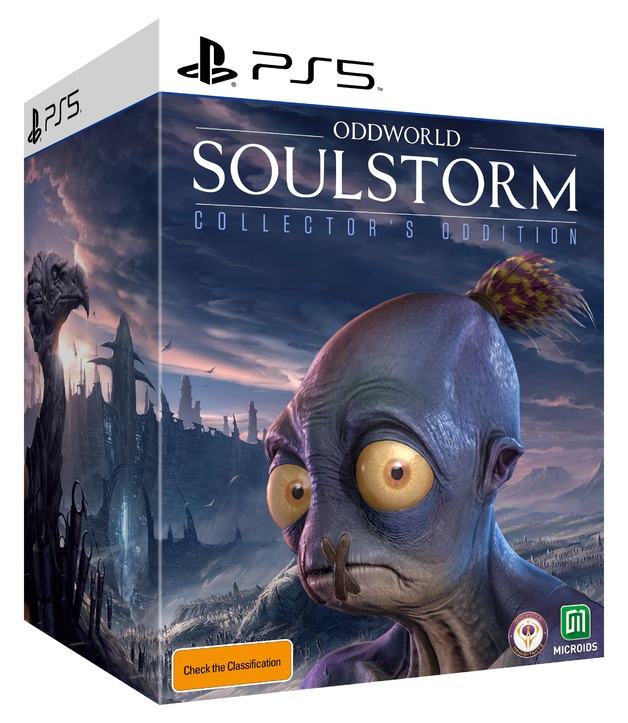 PS5
PS5
ODDWORLD
SOULSTORM
COLLECTOR'S ODDITION
Check the Classification
MICROIDS